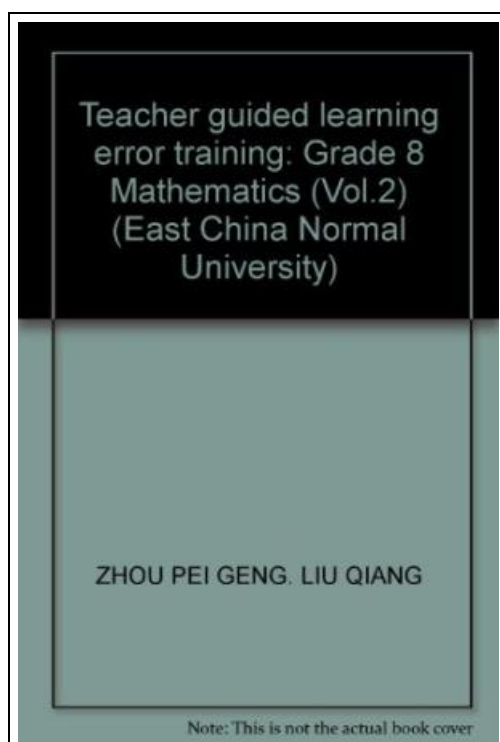 Teacher guided learning
error training: Grade 8
Mathematics (Vol.2)
(East China Normal
University)
ZHOU PEI GENG. LIU QIANG
Note: This is not the actual book cover